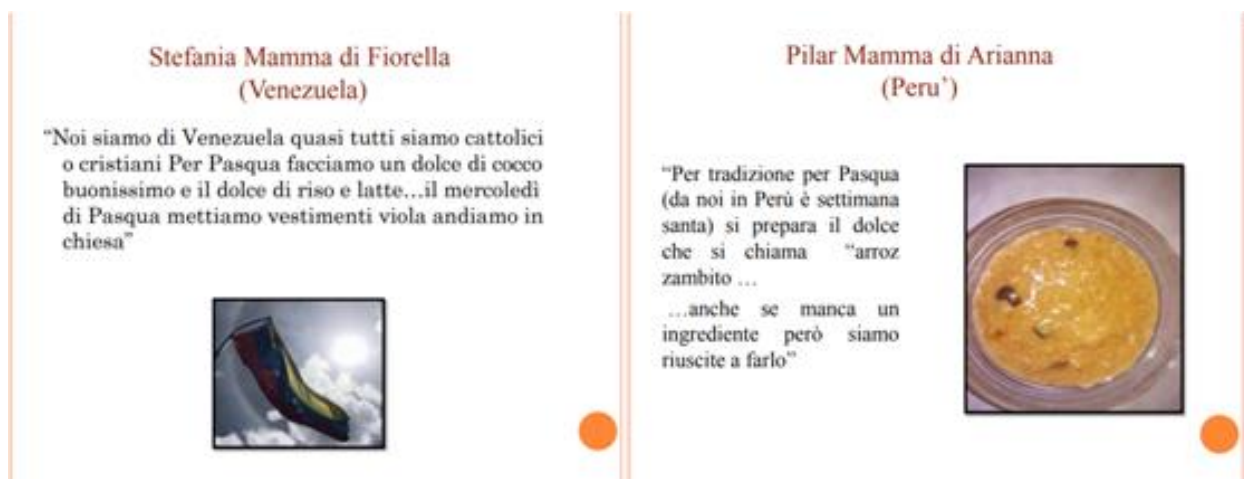 Stefania Mamma di Fiorella
(Venezuela)
“Noi siamo di Venezuela quasi tutti siamo cattolici
o cristiani Per Pasqua facciamo un dolce di cocco
buonissimo e il dolce di riso e latte…il mercoledì
di Pasqua mettiamo vestimenti viola andiamo in
chiesa”
Pilar Mamma di Arianna
(Peru’)
“Per tradizione per Pasqua
(da noi in Perù è settimana
santa) si prepara il dolce
che si chiama “arroz
zambito …
…anche se manca un
ingrediente però siamo
riuscite a farlo”